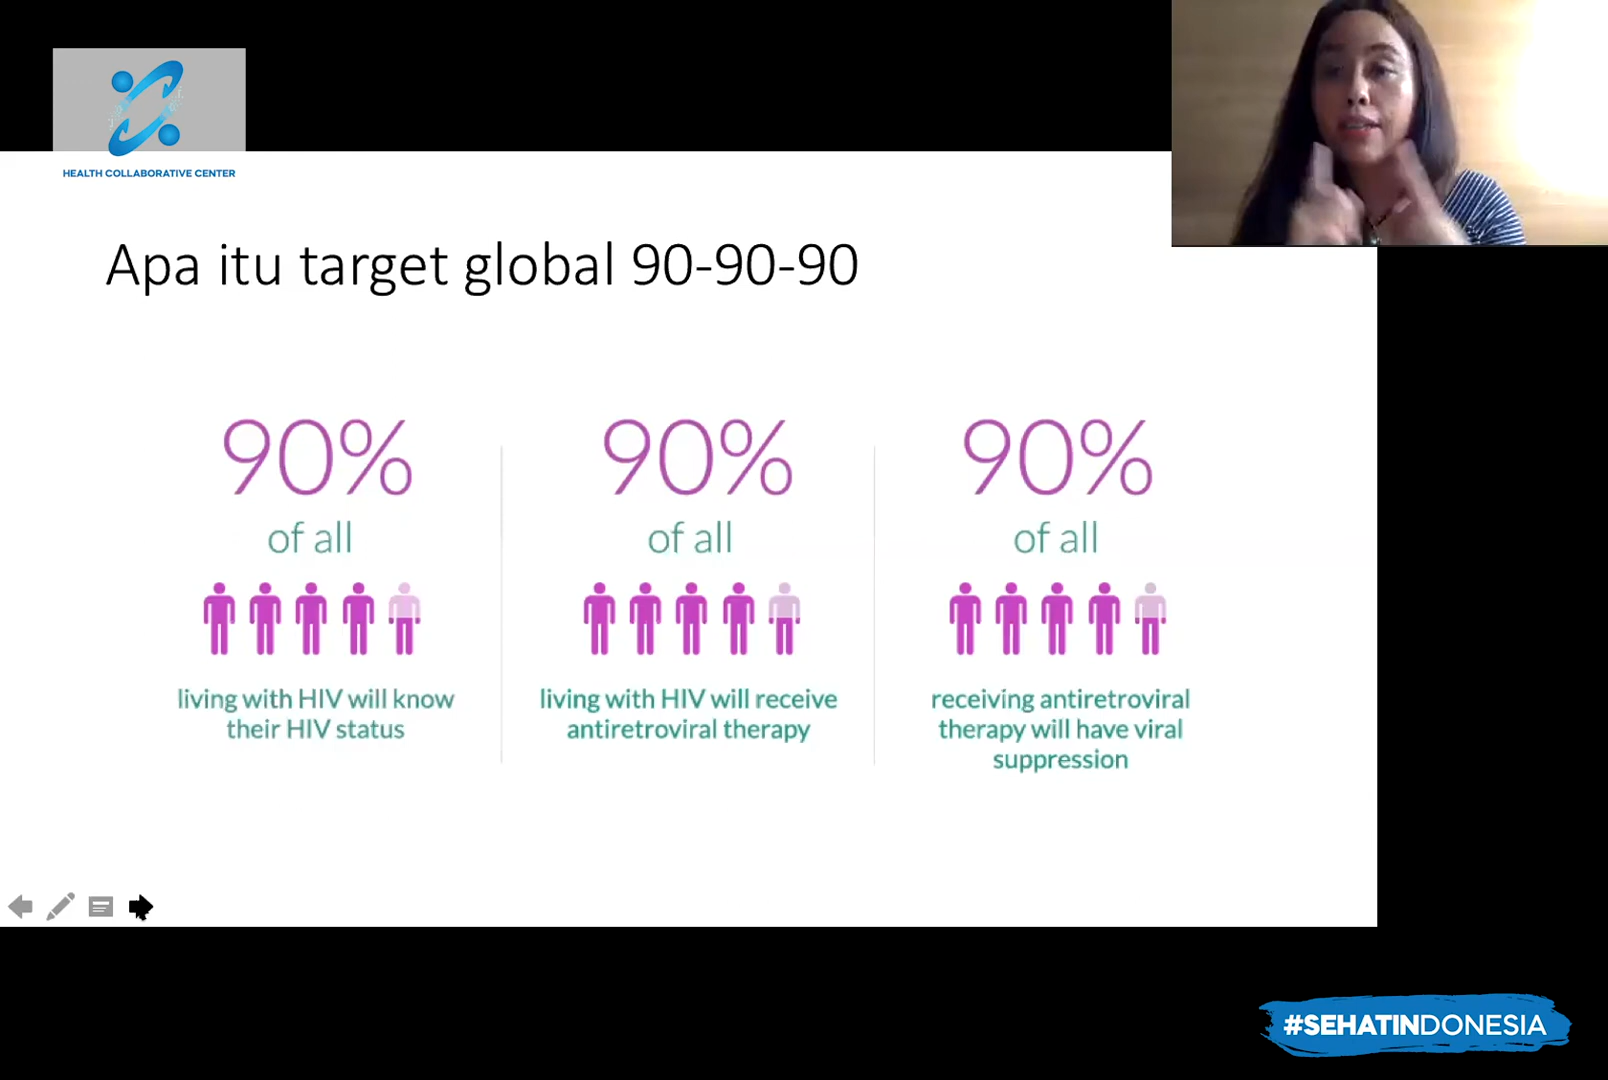 HEALTH COLLABORATIVE CENTER
Apa itu target global 90-90-90
90%
of all
living with HIV will know
their HIV status
90%
of all
living with HIV will receive
antiretroviral therapy
90%
of all
receiving antiretroviral
therapy will have viral
suppression
#SEHATINDONESIA